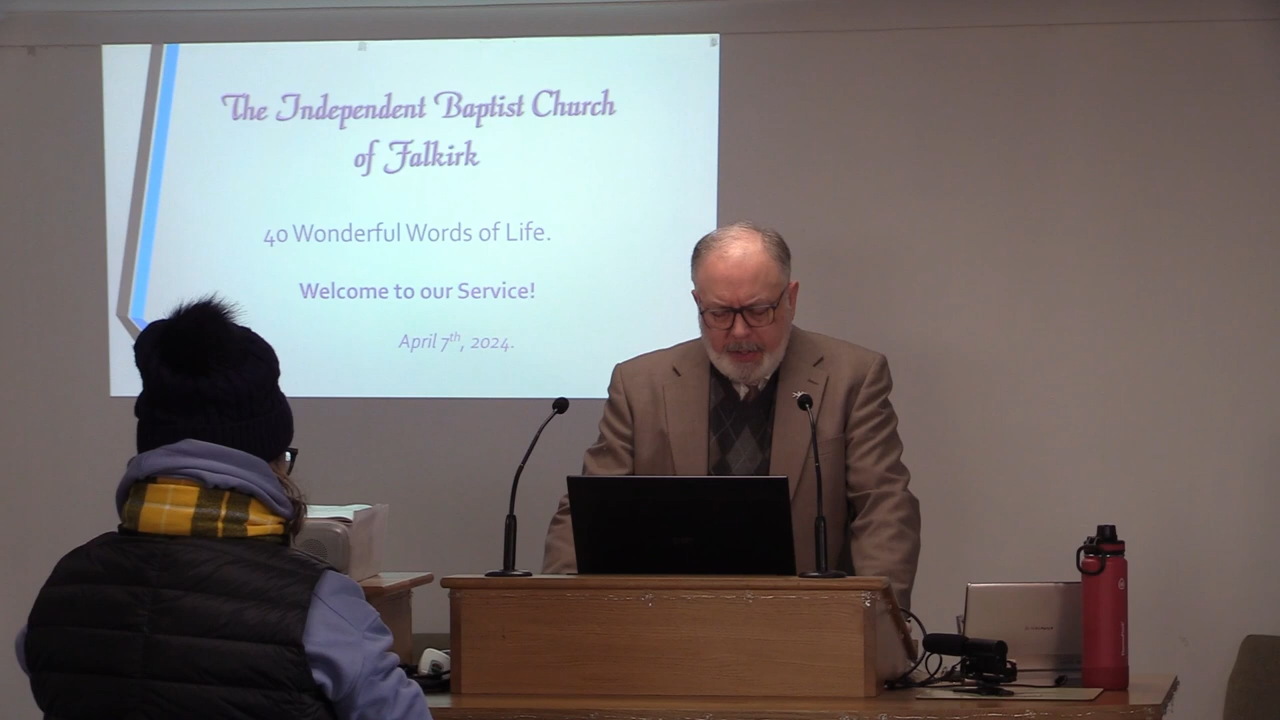 The Independent Baptist Church
of Falkirk
40 Wonderful Words of Life.
Welcome to our Service!
April 7th, 2024.